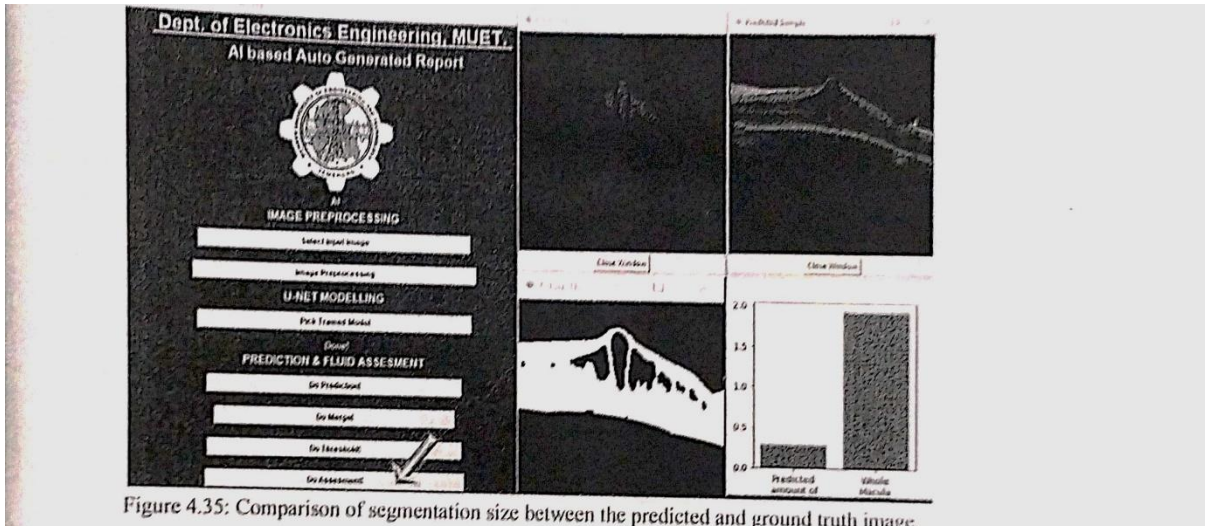 Dept. of Electronics Engineering, MUET.
AI based Auto Generated Report
AI
IMAGE PREPROCESSING
Select Input Image
Image Preprocessing
U-NET MODELLING
Pick Trained Model
Done!
PREDICTION & FLUID ASSESMENT
Do Prediction
Do Merge
Do Threshold
Do Assessment
Predicted Sample
Close Window
Close Window
2.0
1.5
1.0
0.5
0.0
Predicted
amount of
Whole
Macula
Figure 4.35: Comparison of segmentation size between the predicted and ground truth image